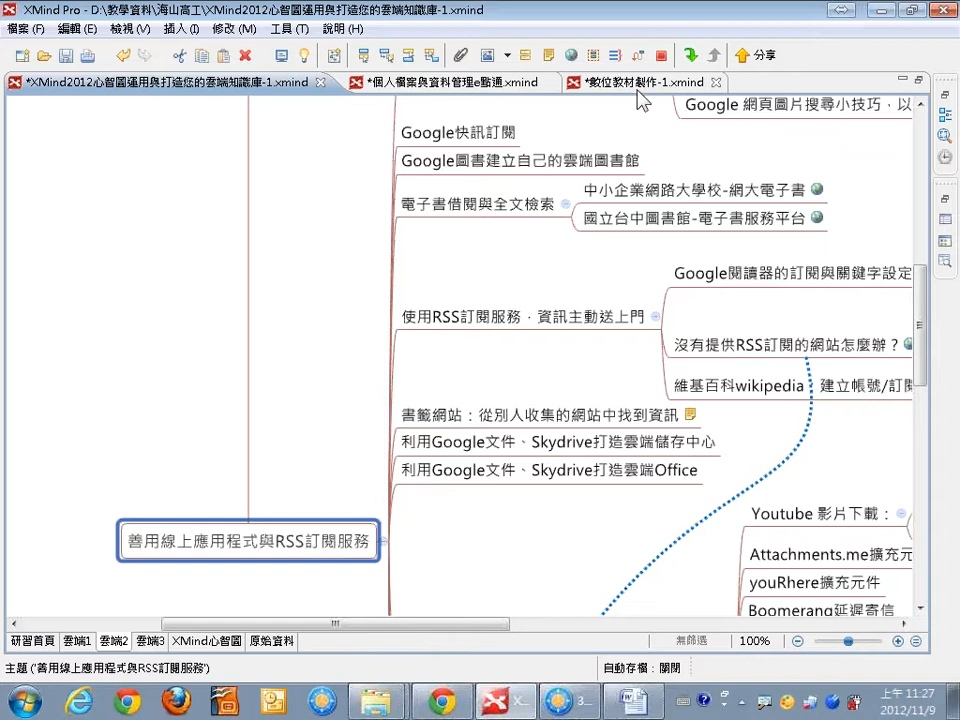 XMind Pro - D:\教學資料\海山高工\XMind2012心智圖運用與打造您的雲端知識庫-1.xmind
檔案 (F) 編輯 (E) 檢視 (V) 插入 (I) 修改 (M) 工具 (T) 說明 (H)
分享
*XMind2012心智圖運用與打造您的雲端知識庫-1.xmind *個人檔案與資料管理e點通.xmind *數位教材製作-1.xmind
Google 網頁圖片搜尋小技巧，以
Google快訊訂閱
Google圖書建立自己的雲端圖書館
中小企業網路大學校-網大電子書
電子書借閱與全文檢索
國立台中圖書館-電子書服務平台
Google閱讀器的訂閱與關鍵字設定
使用RSS訂閱服務，資訊主動送上門
沒有提供RSS訂閱的網站怎麼辦？
維基百科wikipedia 建立帳號/訂閱
書籤網站：從別人收集的網站中找到資訊
利用Google文件、Skydrive打造雲端儲存中心
利用Google文件、Skydrive打造雲端Office
Youtube 影片下載：
善用線上應用程式與RSS訂閱服務
Attachments.me擴充元
youRhere擴充元件
Boomerang延遲寄信
研習首頁 雲端1 雲端2 雲端3 XMind心智圖 原始資料
無篩選 100%
主題 ('善用線上應用程式與RSS訂閱服務')
自動存檔： 關閉
X...
3...
上午 11:27
2012/11/9